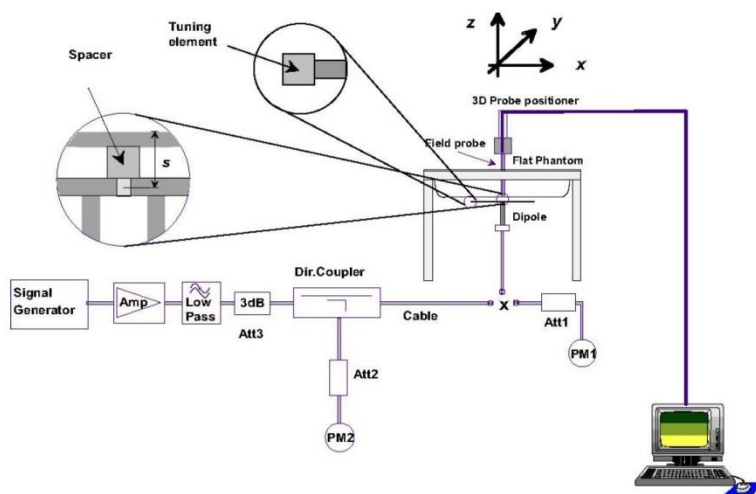 Tuning
element
Spacer
s
z
y
x
3D Probe positioner
Field probe
Flat Phantom
Dipole
Signal
Generator
Amp
Low
Pass
3dB
Att3
Dir.Coupler
Cable
x
Att1
PM1
Att2
PM2